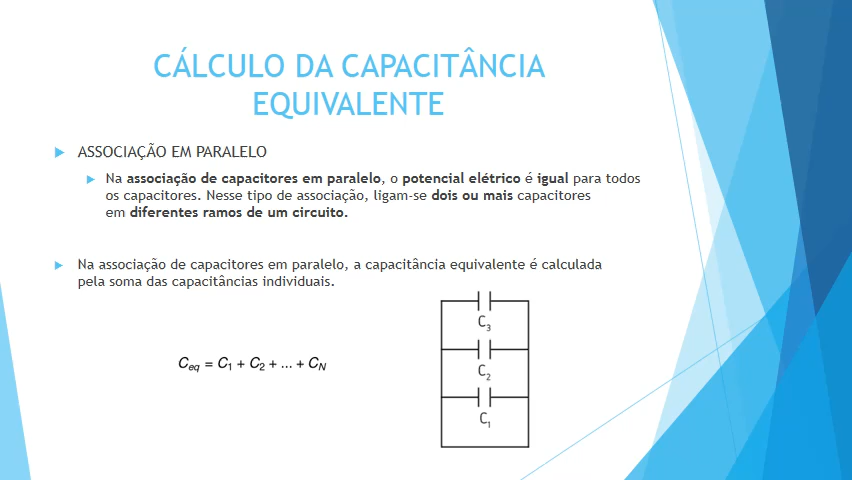 CÁLCULO DA CAPACITÂNCIA
EQUIVALENTE
ASSOCIAÇÃO EM PARALELO
Na associação de capacitores em paralelo, o potencial elétrico é igual para todos
os capacitores. Nesse tipo de associação, ligam-se dois ou mais capacitores
em diferentes ramos de um circuito.
Na associação de capacitores em paralelo, a capacitância equivalente é calculada
pela soma das capacitâncias individuais.
C₃
Ceq = C₁ + C₂ + ... + CN
C₂
C₁